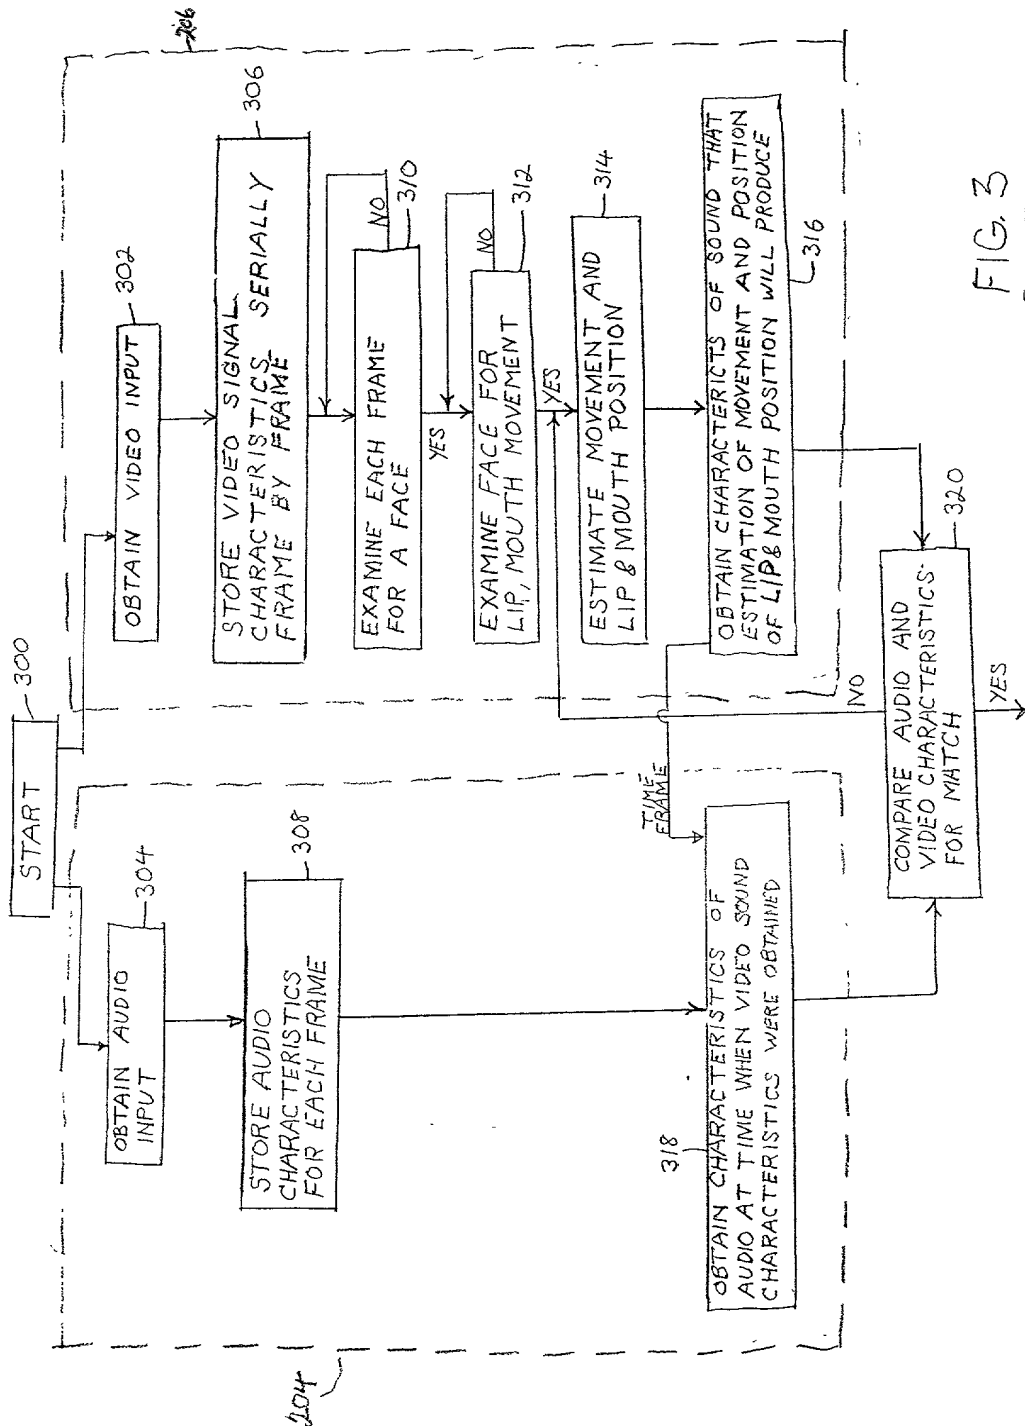 300
START
206
302
OBTAIN VIDEO INPUT
306
STORE VIDEO SIGNAL
CHARACTERISTICS, SERIALLY
FRAME BY FRAME
310
NO
EXAMINE EACH FRAME
FOR A FACE
YES
312
NO
EXAMINE FACE FOR
LIP, MOUTH MOVEMENT
YES
314
ESTIMATE MOVEMENT AND
LIP & MOUTH POSITION
OBTAIN CHARACTERICTS OF SOUND THAT
ESTIMATION OF MOVEMENT AND POSITION
OF LIP & MOUTH POSITION WILL PRODUCE
316
204
304
OBTAIN AUDIO
INPUT
308
STORE AUDIO
CHARACTERISTICS
FOR EACH FRAME
TIME
FRAME
318
OBTAIN CHARACTERISTICS OF
AUDIO AT TIME WHEN VIDEO SOUND
CHARACTERISTICS WERE OBTAINED
NO
320
COMPARE AUDIO AND
VIDEO CHARACTERISTICS
FOR MATCH
YES
FIG. 3